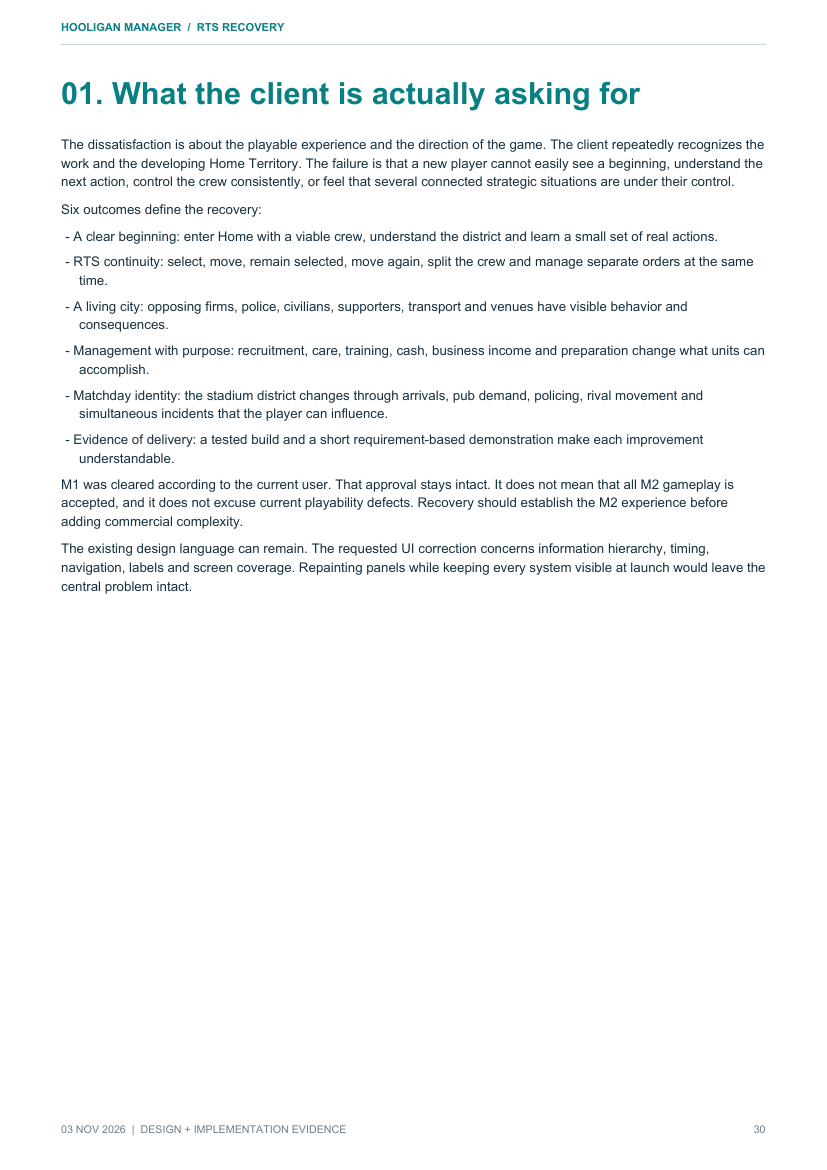 HOOLIGAN MANAGER / RTS RECOVERY
01. What the client is actually asking for
The dissatisfaction is about the playable experience and the direction of the game. The client repeatedly recognizes the
work and the developing Home Territory. The failure is that a new player cannot easily see a beginning, understand the
next action, control the crew consistently, or feel that several connected strategic situations are under their control.
Six outcomes define the recovery:
- A clear beginning: enter Home with a viable crew, understand the district and learn a small set of real actions.
- RTS continuity: select, move, remain selected, move again, split the crew and manage separate orders at the same
time.
- A living city: opposing firms, police, civilians, supporters, transport and venues have visible behavior and
consequences.
- Management with purpose: recruitment, care, training, cash, business income and preparation change what units can
accomplish.
- Matchday identity: the stadium district changes through arrivals, pub demand, policing, rival movement and
simultaneous incidents that the player can influence.
- Evidence of delivery: a tested build and a short requirement-based demonstration make each improvement
understandable.
M1 was cleared according to the current user. That approval stays intact. It does not mean that all M2 gameplay is
accepted, and it does not excuse current playability defects. Recovery should establish the M2 experience before
adding commercial complexity.
The existing design language can remain. The requested UI correction concerns information hierarchy, timing,
navigation, labels and screen coverage. Repainting panels while keeping every system visible at launch would leave the
central problem intact.
03 NOV 2026 | DESIGN + IMPLEMENTATION EVIDENCE
30